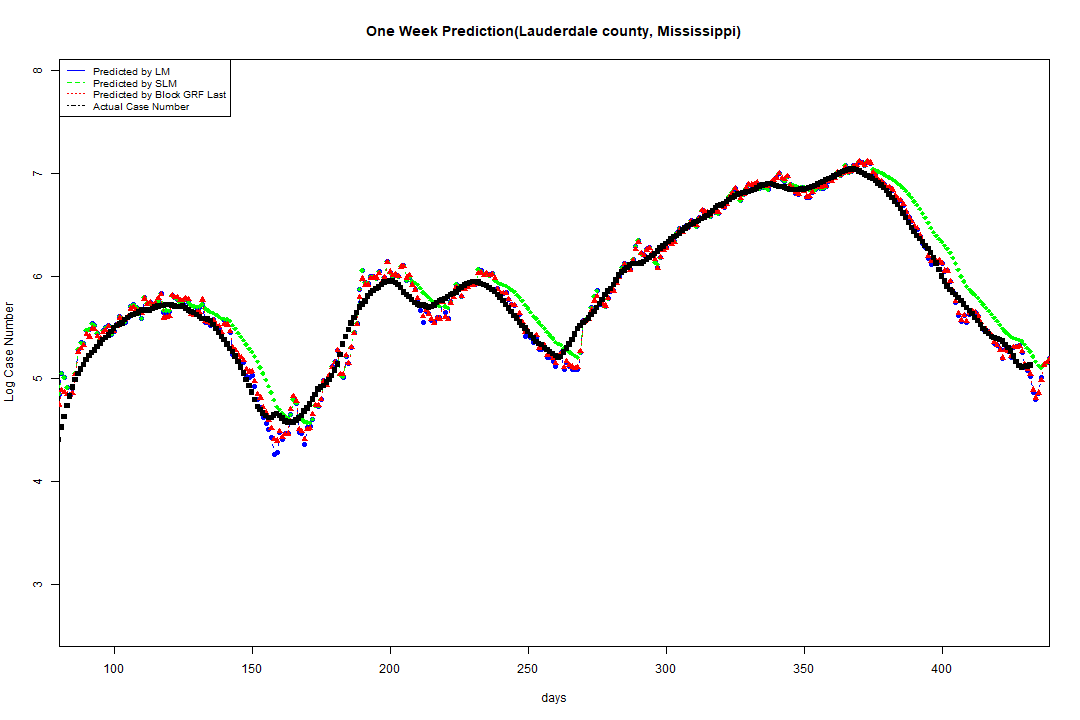 One Week Prediction(Lauderdale county, Mississippi)
Predicted by LM
Predicted by SLM
Predicted by Block GRF Last
Actual Case Number
8
7
6
5
4
3
Log Case Number
100 150 200 250 300 350 400
days